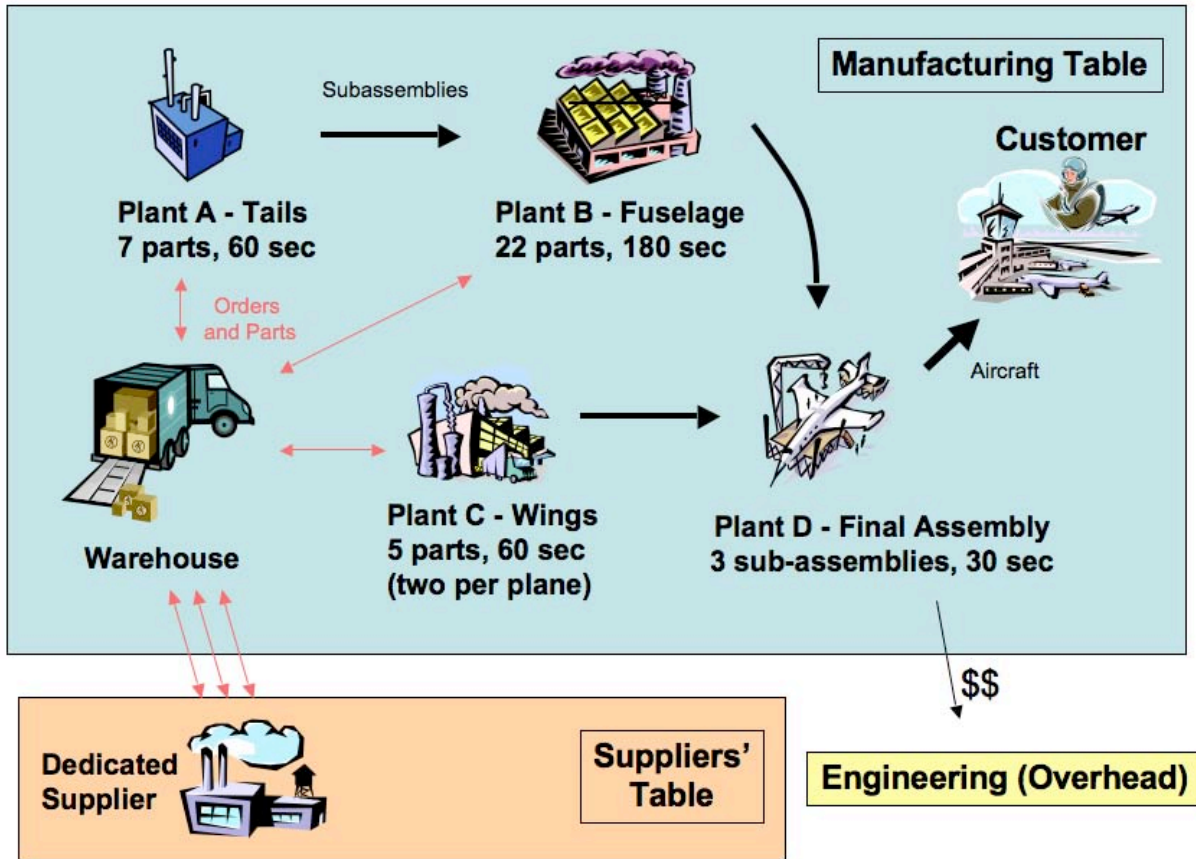 Manufacturing Table
Subassemblies
Customer
Plant A - Tails
7 parts, 60 sec
Plant B - Fuselage
22 parts, 180 sec
Orders
and Parts
Aircraft
Plant C - Wings
5 parts, 60 sec
(two per plane)
Plant D - Final Assembly
3 sub-assemblies, 30 sec
Warehouse
$$
Dedicated
Supplier
Suppliers'
Table
Engineering (Overhead)